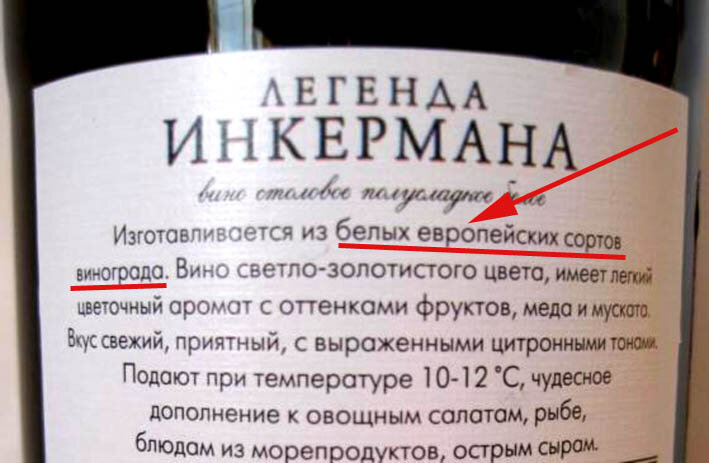 ЛЕГЕНДА
ИНКЕРМАНА
вино столовое полусладкое белое
Изготавливается из белых европейских сортов
винограда. Вино светло-золотистого цвета, имеет легкий
цветочный аромат с оттенками фруктов, меда и муската.
Вкус свежий, приятный, с выраженными цитронными тонами.
Подают при температуре 10-12 °С, чудесное
дополнение к овощным салатам, рыбе,
блюдам из морепродуктов, острым сырам.